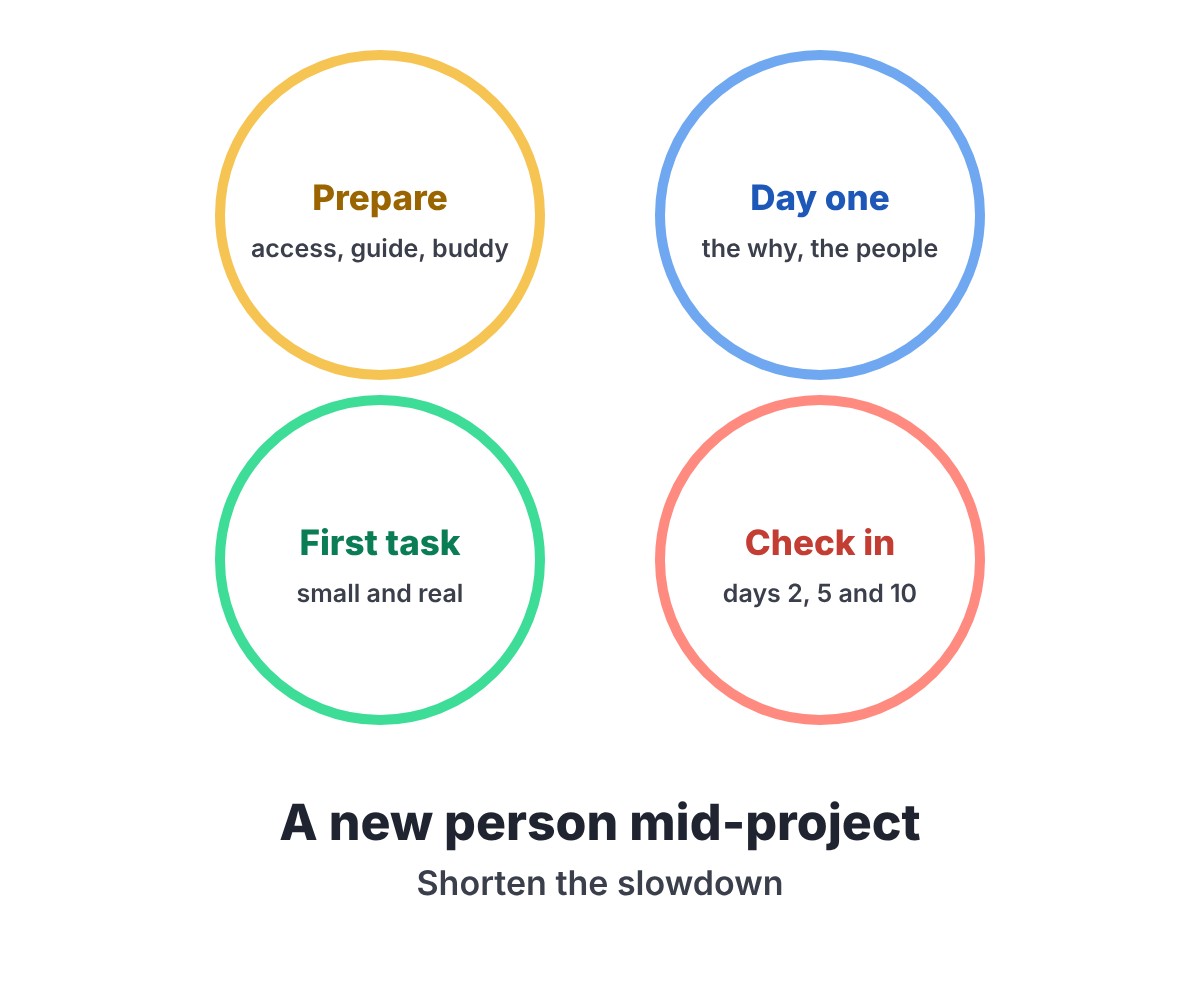 Prepare
access, guide, buddy
Day one
the why, the people
First task
small and real
Check in
days 2, 5 and 10
A new person mid-project
Shorten the slowdown